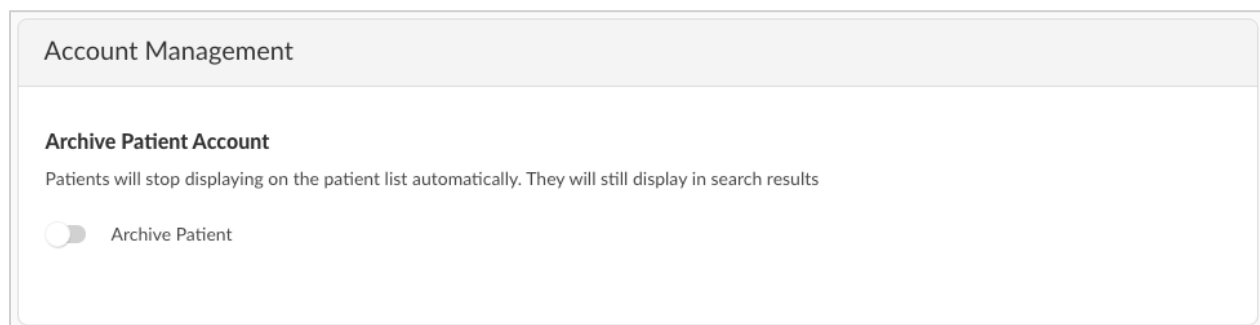 Account Management
Archive Patient Account
Patients will stop displaying on the patient list automatically. They will still display in search results
Archive Patient